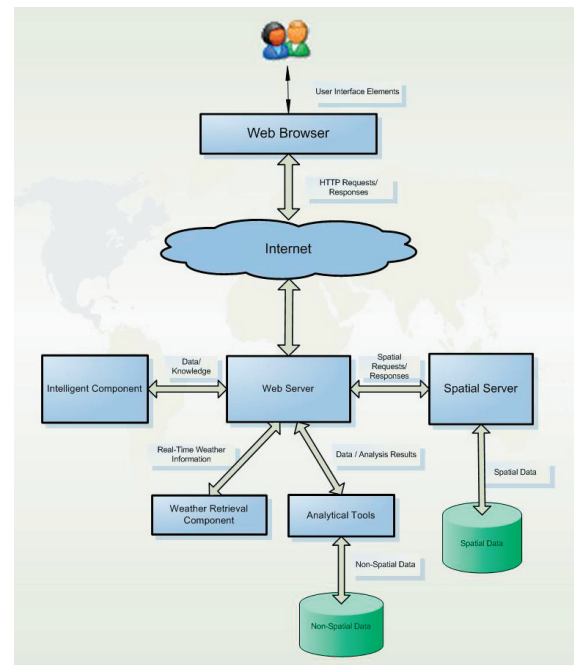 User Interface Elements
Web Browser
HTTP Requests/
Responses
Internet
Data/
Knowledge
Spatial
Requests/
Responses
Intelligent Component
Web Server
Spatial Server
Real-Time Weather
Information
Data / Analysis Results
Spatial Data
Weather Retrieval
Component
Analytical Tools
Spatial Data
Non-Spatial Data
Non-Spatial Data